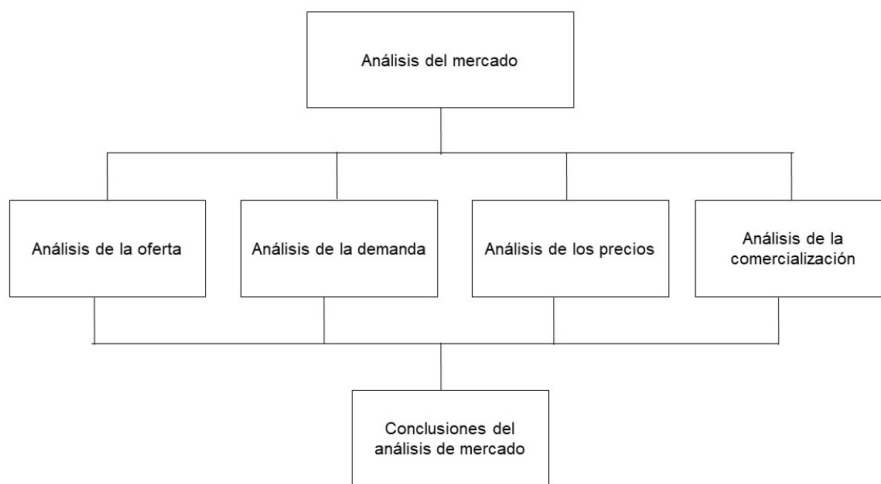 Análisis del mercado
Análisis de la oferta
Análisis de la demanda
Análisis de los precios
Análisis de la
comercialización
Conclusiones del
análisis de mercado